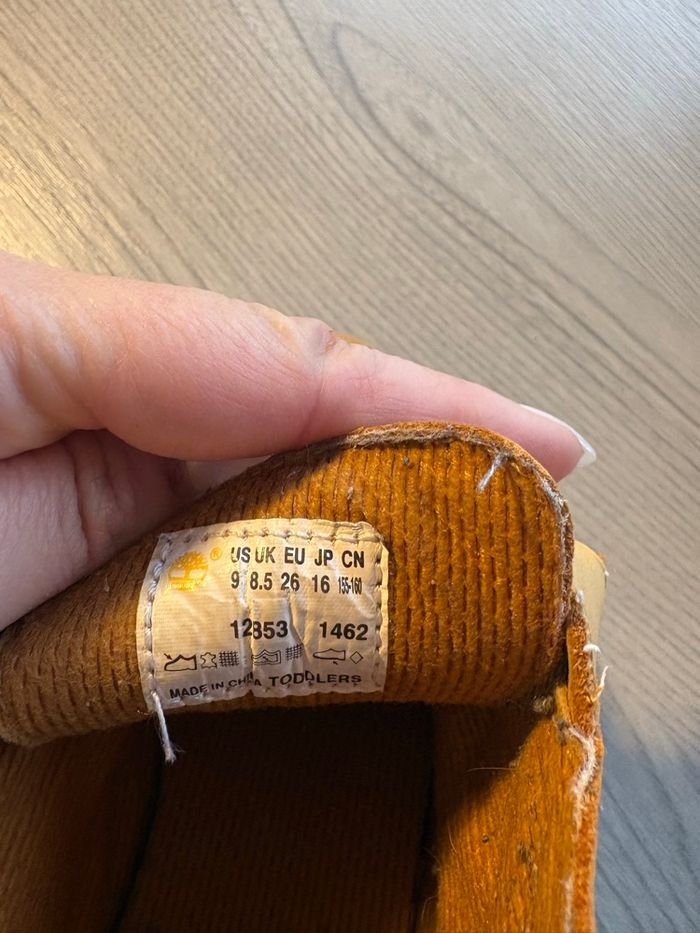 ® US UK EU JP CN
9 8.5 26 16 155-160
12853 1462
MADE IN CHINA TODDLERS